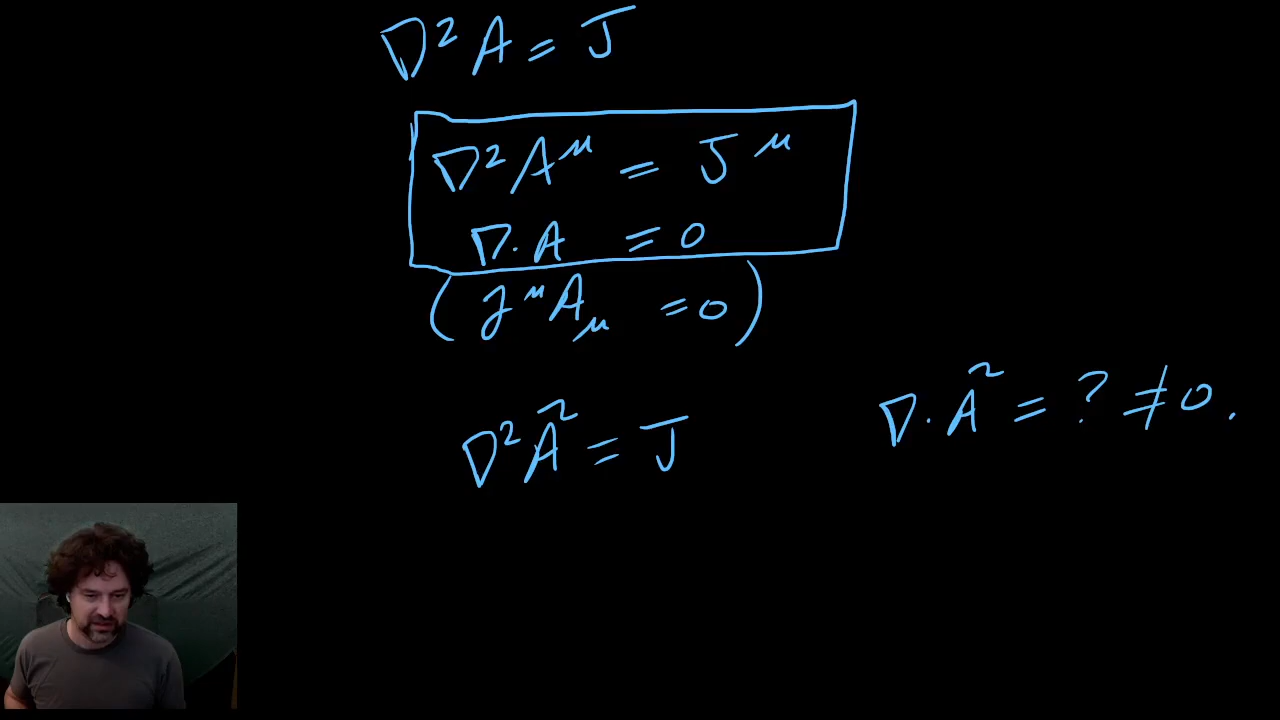 ∇²A = J
∇²A^μ = J^μ
∇·A = 0
(∂^μ A_μ = 0)
∇·Ã = ? ≠ 0.
∇²Ã = J